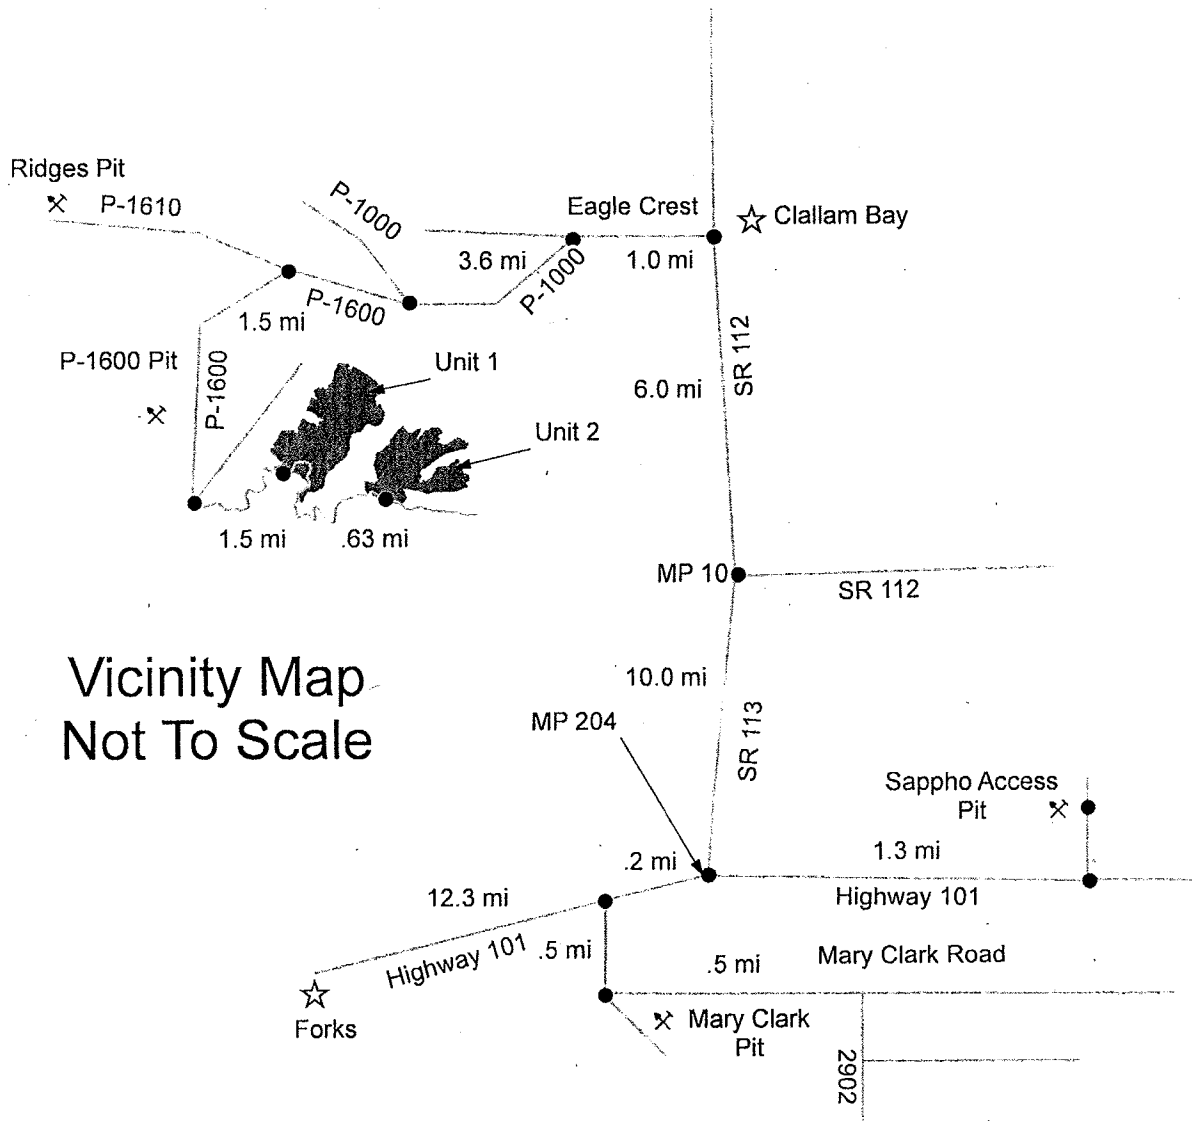 Ridges Pit
P-1610
P-1000
Eagle Crest
Clallam Bay
3.6 mi
P-1000
1.0 mi
P-1600
1.5 mi
P-1600 Pit
P-1600
Unit 1
SR 112
6.0 mi
Unit 2
1.5 mi
.63 mi
MP 10
SR 112
Vicinity Map
Not To Scale
10.0 mi
MP 204
SR 113
Sappho Access
Pit
.2 mi
1.3 mi
12.3 mi
Highway 101
Highway 101
.5 mi
.5 mi
Mary Clark Road
Forks
Mary Clark
Pit
2902